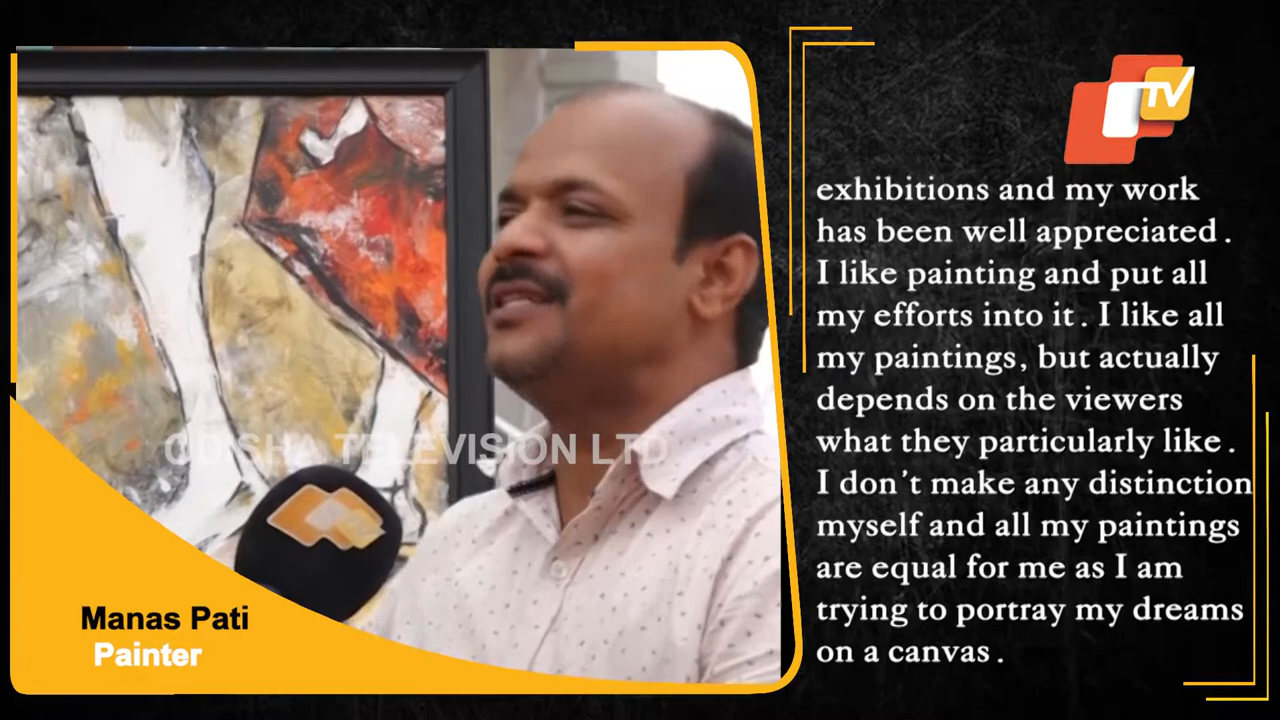 TV
exhibitions and my work
has been well appreciated .
I like painting and put all
my efforts into it . I like all
my paintings, but actually
depends on the viewers
what they particularly like .
I don't make any distinction
myself and all my paintings
are equal for me as I am
trying to portray my dreams
on a canvas .
ODISHA TELEVISION LTD
Manas Pati
Painter